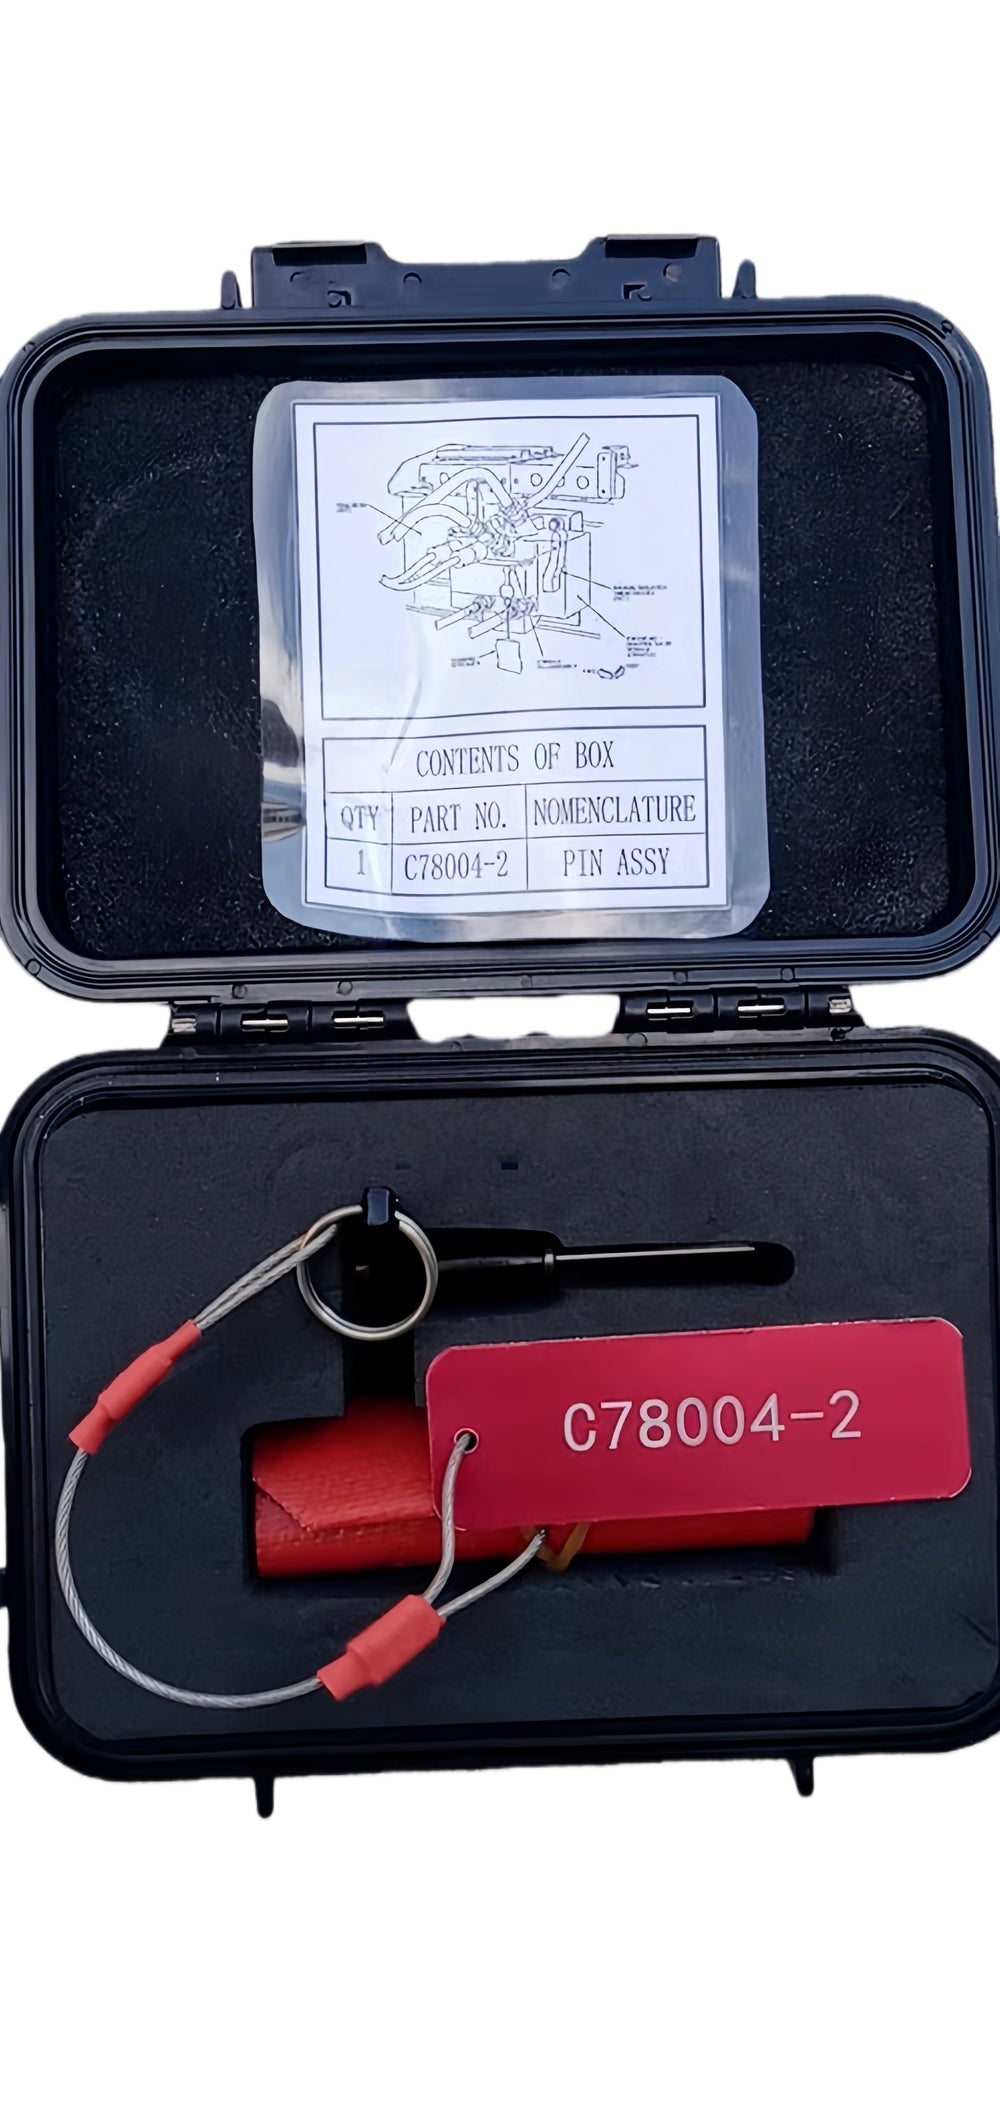 CONTENTS OF BOX
QTY PART NO. NOMENCLATURE
1 C78004-2 PIN ASSY
C78004-2